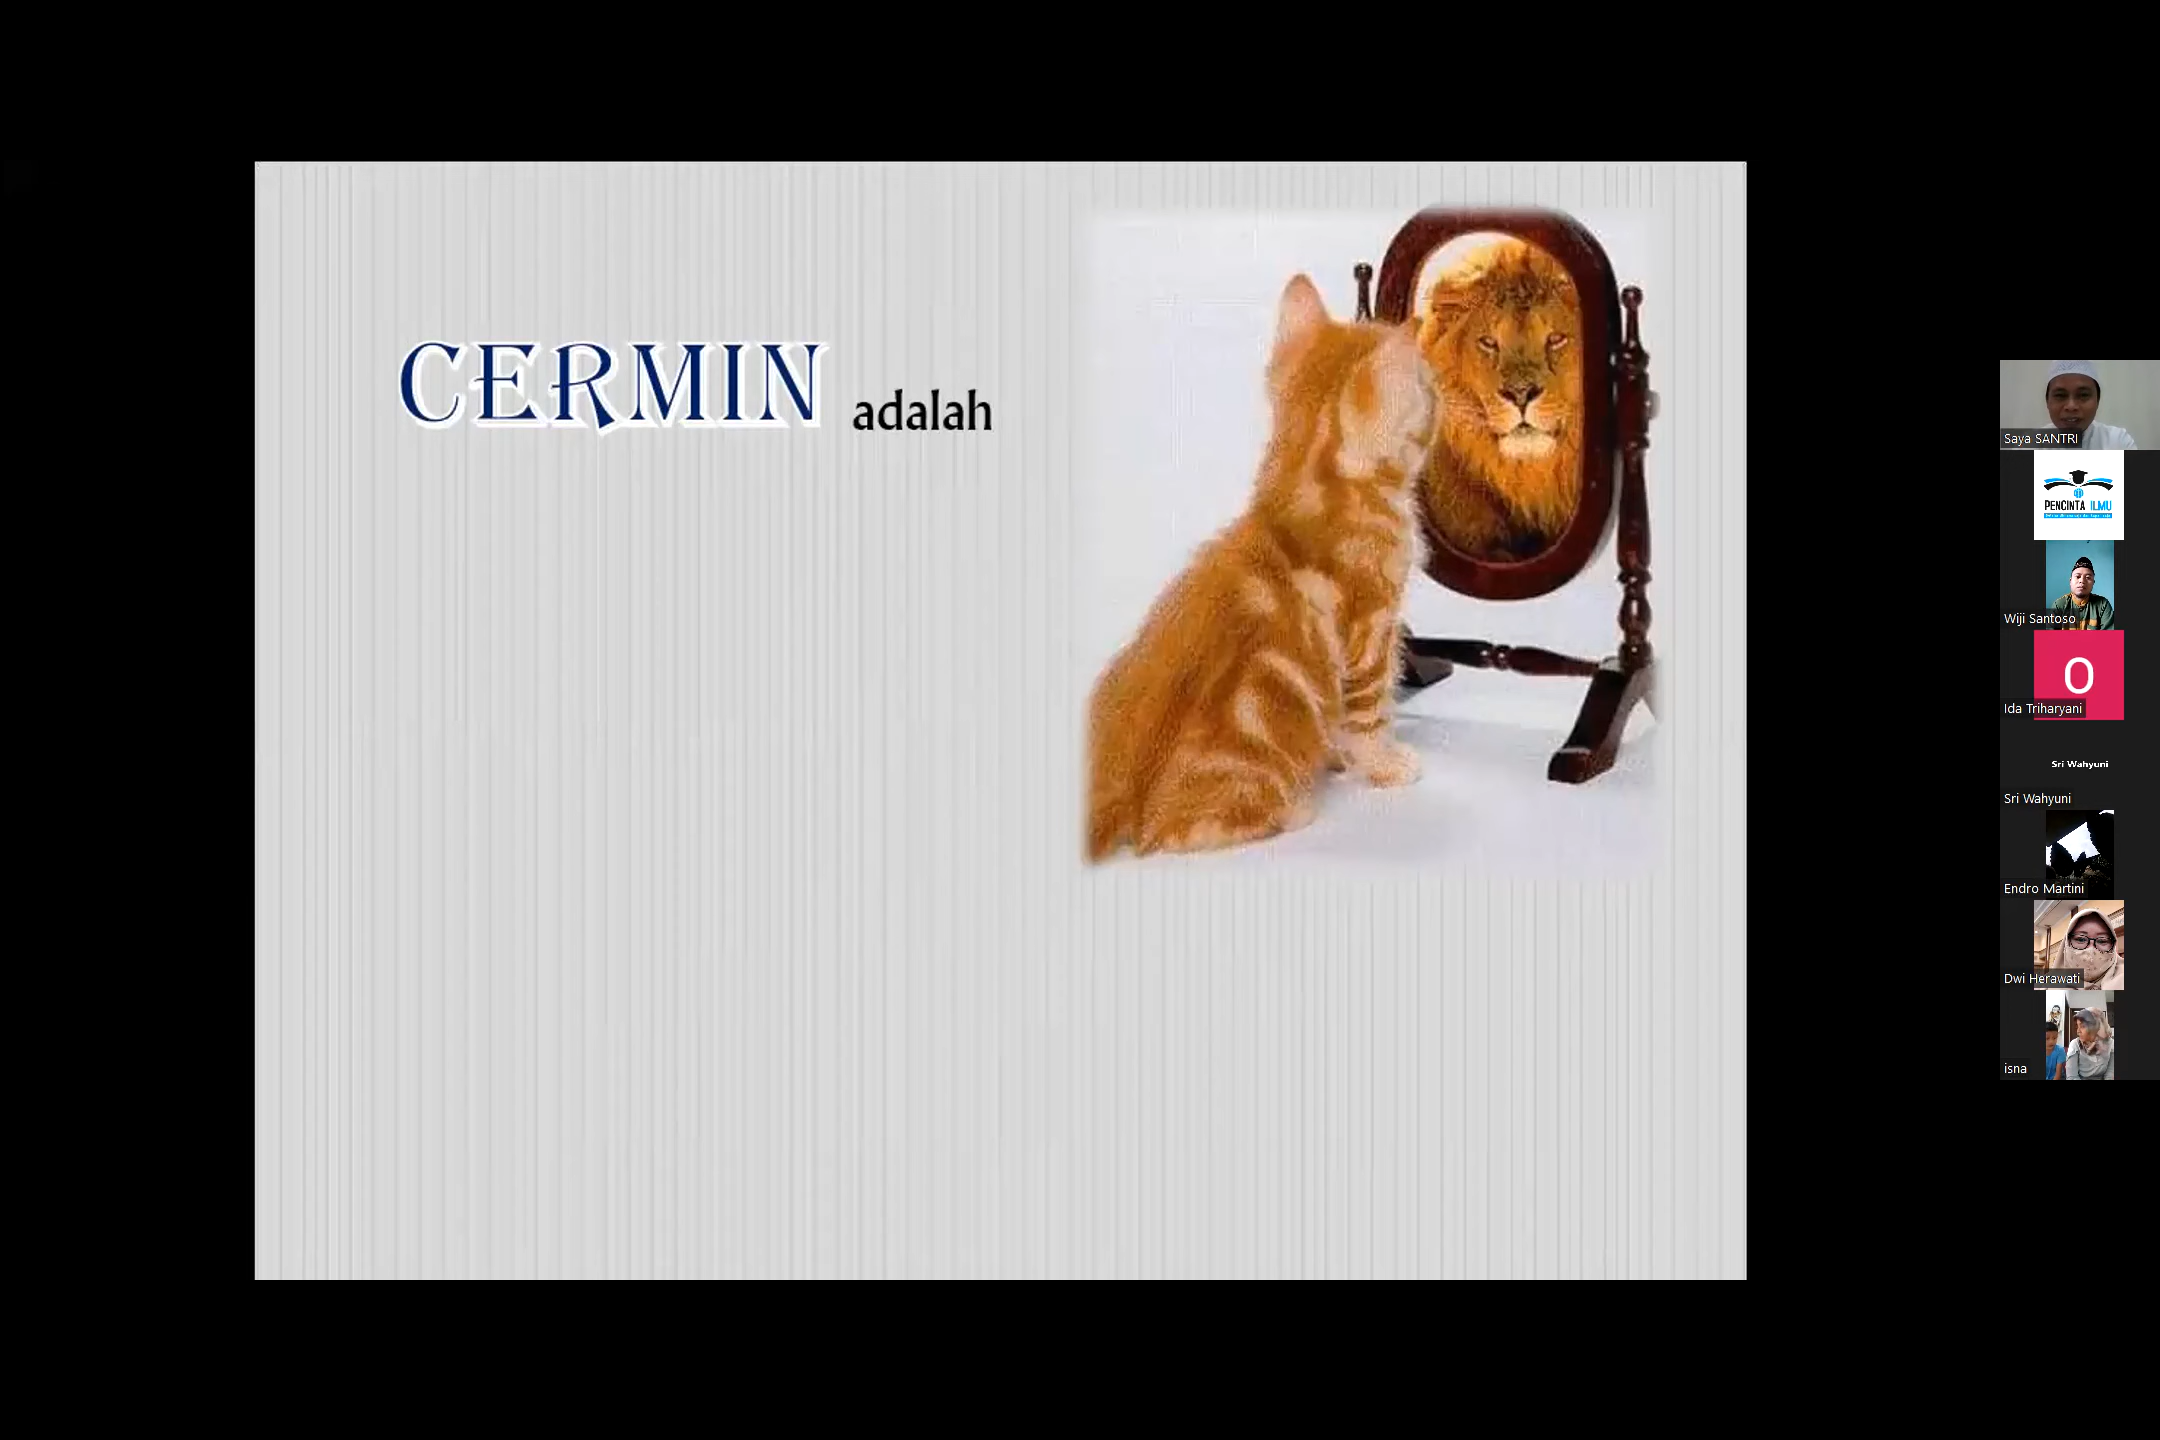 CERMIN adalah
Saya SANTRI
PENCINTA ILMU
Wiji Santoso
O
Ida Triharyani
Sri Wahyuni
Sri Wahyuni
Endro Martini
Dwi Herawati
isna